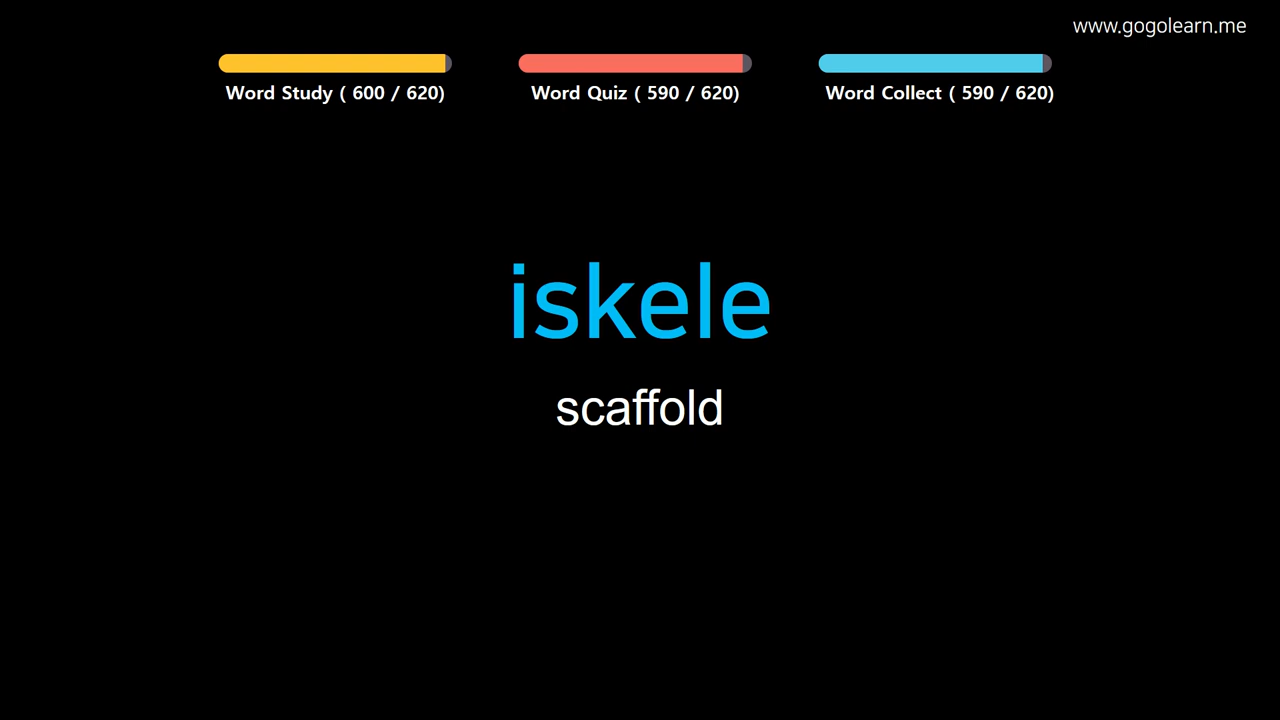 www.gogolearn.me
Word Study ( 600 / 620)
Word Quiz ( 590 / 620)
Word Collect ( 590 / 620)
iskele
scaffold